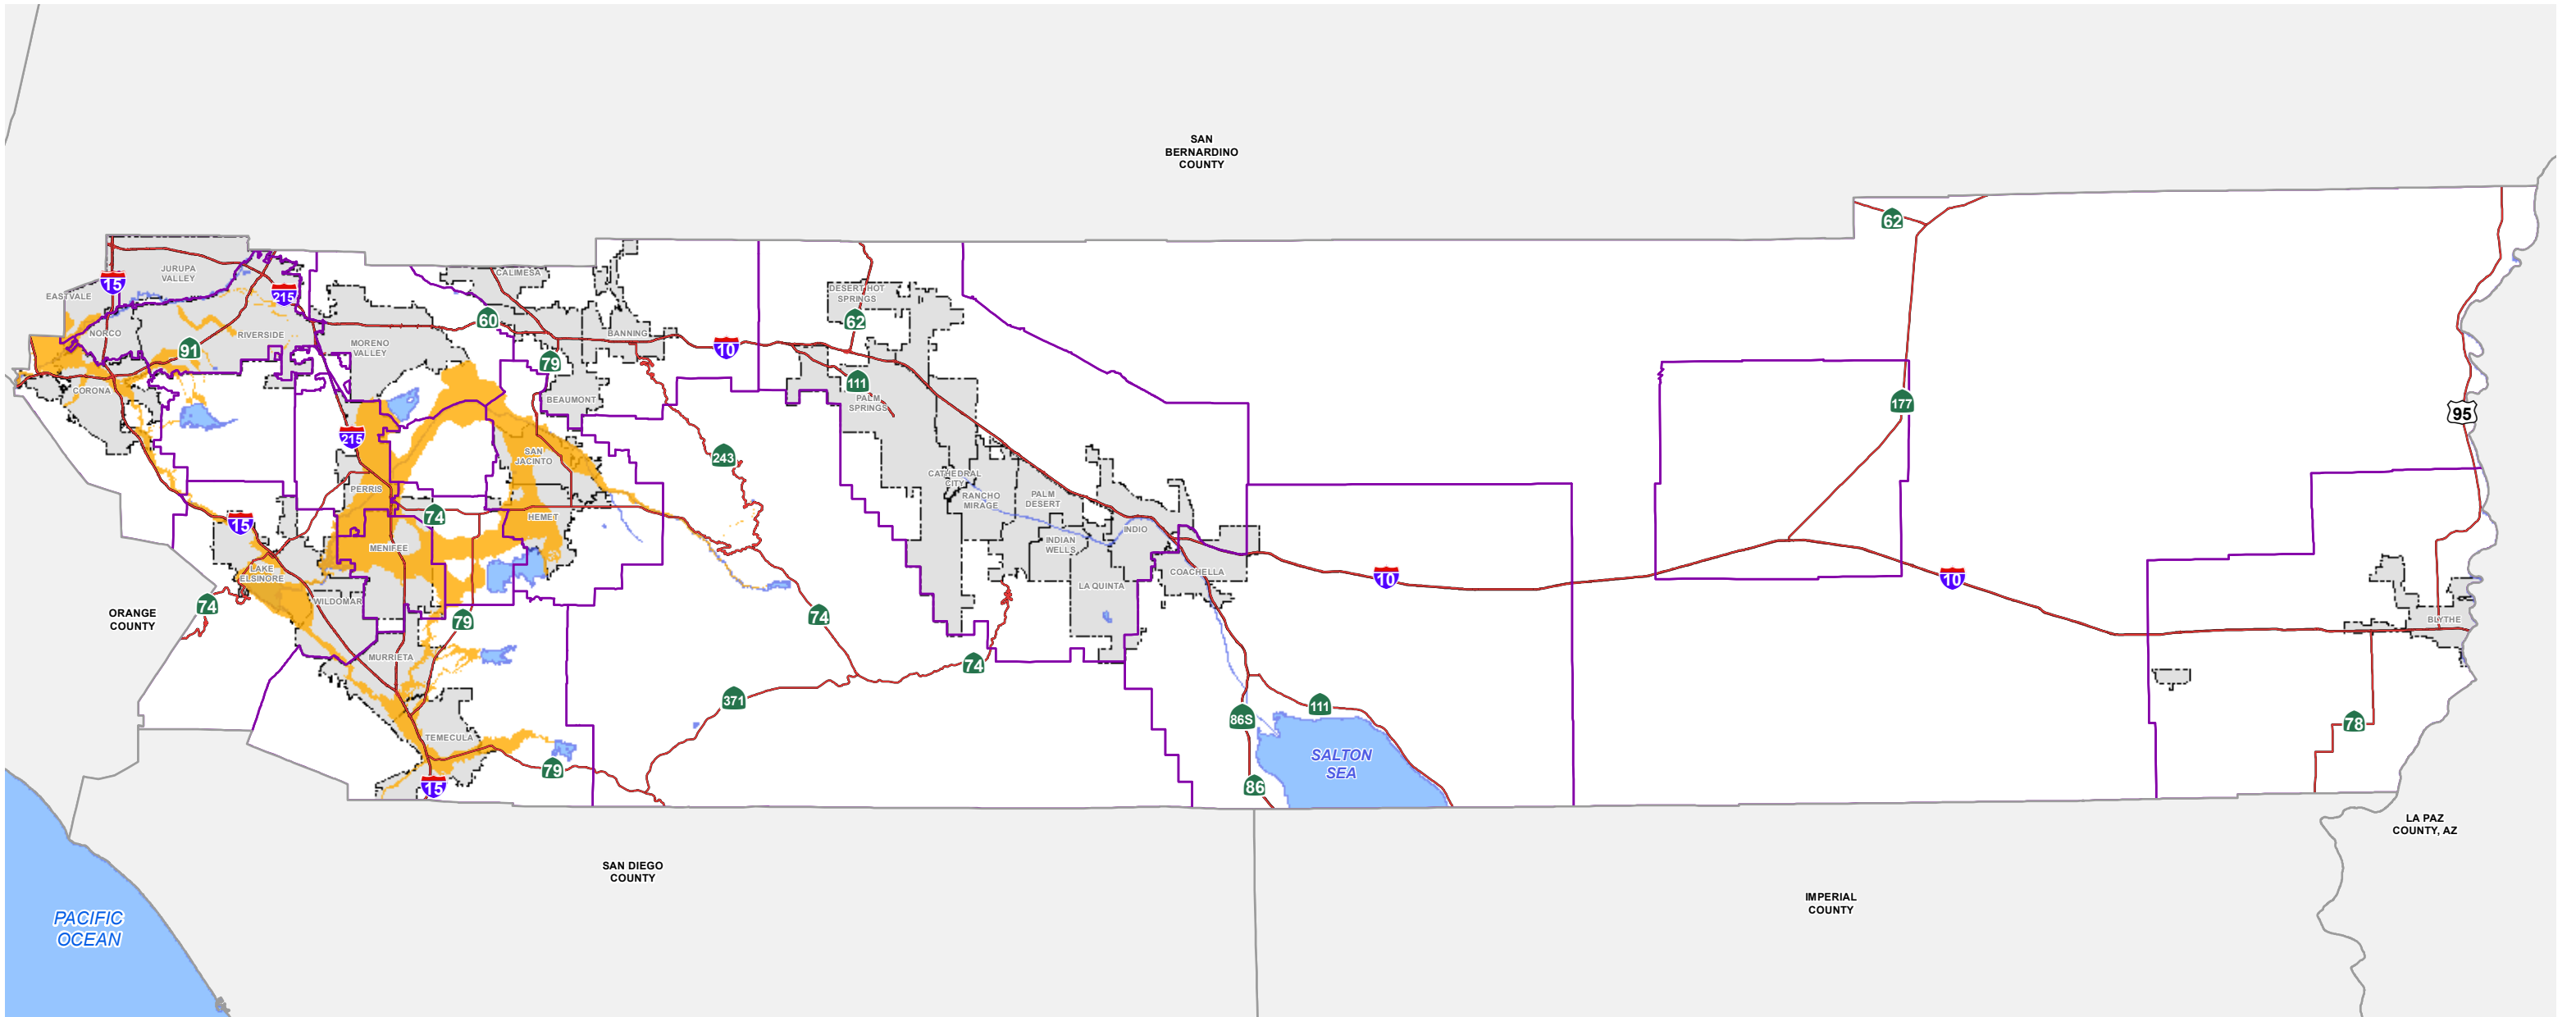 SAN
BERNARDINO
COUNTY
62
JURUPA
VALLEY
CALIMESA
15
215
EASTVALE
DESERT HOT
SPRINGS
60
62
NORCO
RIVERSIDE
BANNING
91
MORENO
VALLEY
10
79
111
CORONA
BEAUMONT
PALM
SPRINGS
177
95
215
243
SAN
JACINTO
CATHEDRAL
CITY
PERRIS
RANCHO
MIRAGE
PALM
DESERT
15
74
HEMET
INDIO
MENIFEE
INDIAN
WELLS
LAKE
ELSINORE
COACHELLA
10
10
LA QUINTA
WILDOMAR
74
ORANGE
COUNTY
79
74
BLYTHE
MURRIETA
74
371
111
86S
78
TEMECULA
SALTON
SEA
79
15
86
LA PAZ
COUNTY, AZ
SAN DIEGO
COUNTY
IMPERIAL
COUNTY
PACIFIC
OCEAN